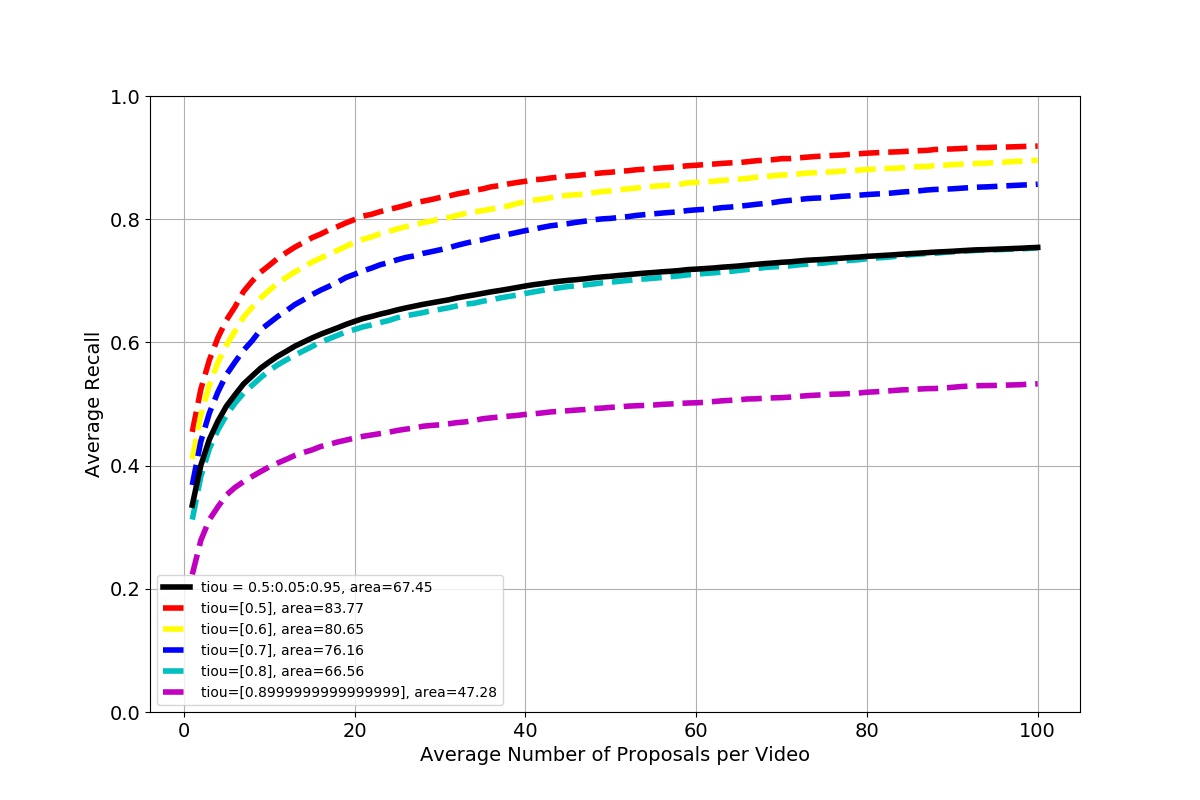 1.0
0.8
0.6
0.4
0.2
0.0
Average Recall
tiou = 0.5:0.05:0.95, area=67.45
tiou=[0.5], area=83.77
tiou=[0.6], area=80.65
tiou=[0.7], area=76.16
tiou=[0.8], area=66.56
tiou=[0.8999999999999999], area=47.28
0 20 40 60 80 100
Average Number of Proposals per Video